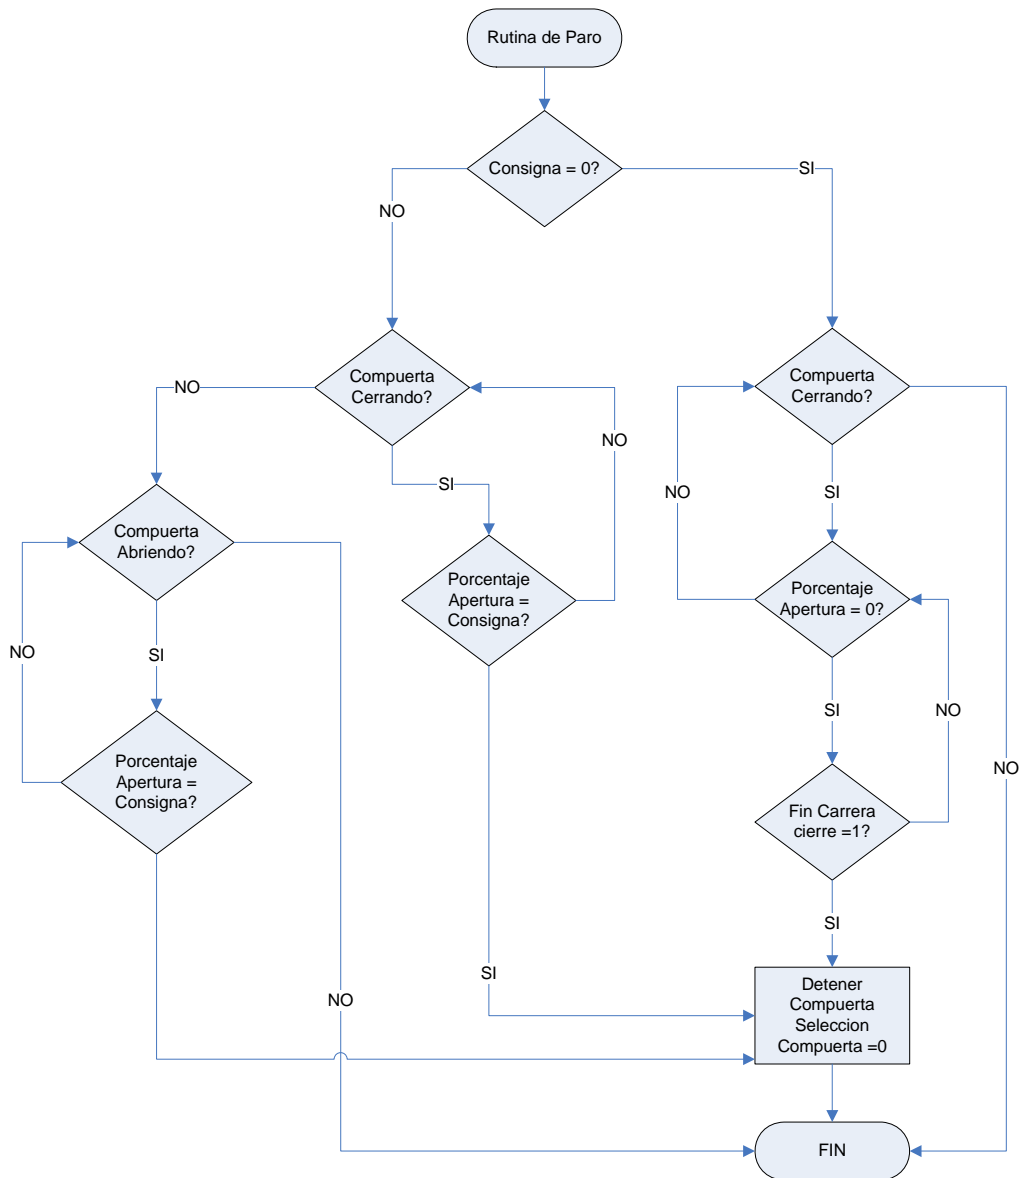 Rutina de Paro
Consigna = 0?
SI
NO
Compuerta
Cerrando?
NO
Compuerta
Cerrando?
NO
NO
SI
SI
Compuerta
Abriendo?
Porcentaje
Apertura =
Consigna?
Porcentaje
Apertura = 0?
NO
SI
SI
NO
Porcentaje
Apertura =
Consigna?
Fin Carrera
cierre =1?
NO
SI
SI
NO
Detener
Compuerta
Seleccion
Compuerta =0
FIN